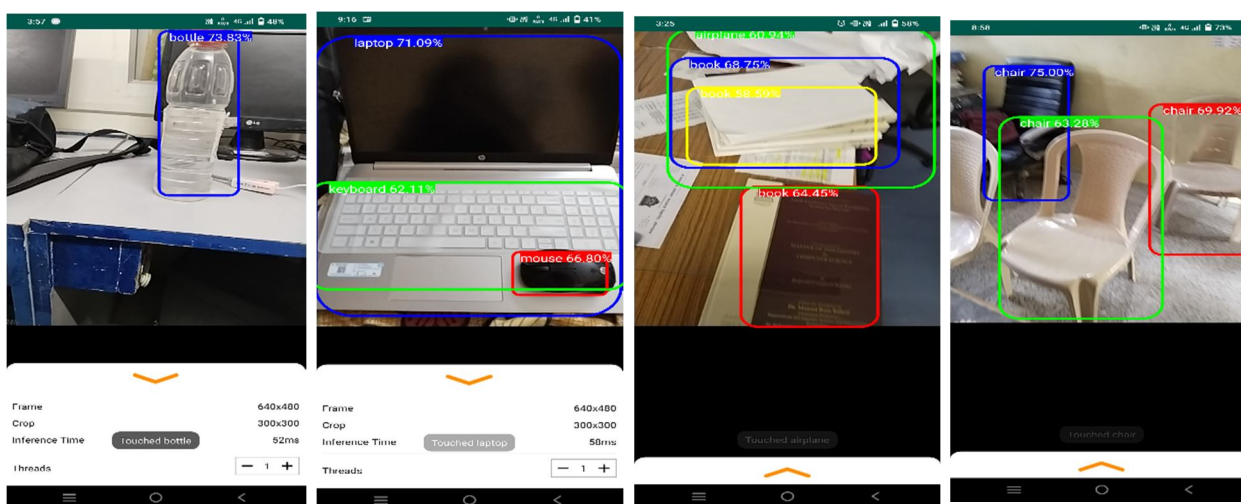 3:57
4G
48%
bottle 73.83%
LG
Frame 640x480
Crop 300x300
Inference Time 52ms
Touched bottle
Threads
1
9:16
4G
41%
laptop 71.09%
hp
keyboard 62.11%
mouse 66.80%
Frame 640x480
Crop 300x300
Inference Time 58ms
Touched laptop
Threads
1
3:25
58%
airplane 60.94%
book 68.75%
book 58.59%
book 64.45%
Touched airplane
8:58
4G
73%
chair 75.00%
chair 69.92%
chair 63.28%
Touched chair